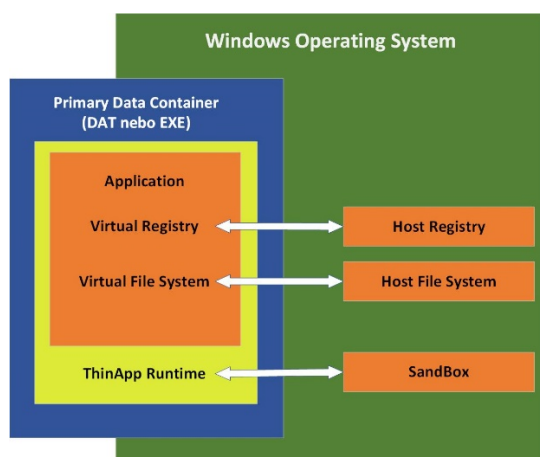 Windows Operating System
Primary Data Container
(DAT nebo EXE)
Application
Virtual Registry
Host Registry
Virtual File System
Host File System
ThinApp Runtime
SandBox